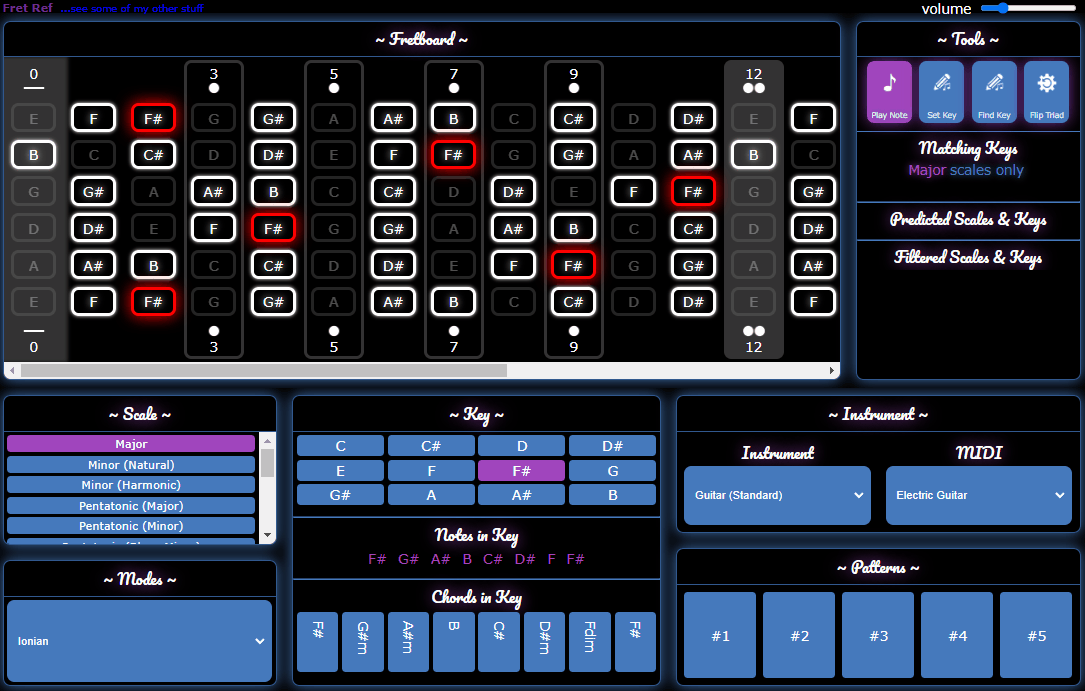 Fret Ref ...see some of my other stuff
volume
~ Fretboard ~
0 3 5 7 9 12
E F F# G G# A A# B C C# D D# E F
B C C# D D# E F F# G G# A A# B C
G G# A A# B C C# D D# E F F# G G#
D D# E F F# G G# A A# B C C# D D#
A A# B C C# D D# E F F# G G# A A#
E F F# G G# A A# B C C# D D# E F
0 3 5 7 9 12
~ Tools ~
Play Note Set Key Find Key Flip Triad
Matching Keys
Major scales only
Predicted Scales & Keys
Filtered Scales & Keys
~ Scale ~
Major
Minor (Natural)
Minor (Harmonic)
Pentatonic (Major)
Pentatonic (Minor)
~ Modes ~
Ionian
~ Key ~
C C# D D#
E F F# G
G# A A# B
Notes in Key
F# G# A# B C# D# F F#
Chords in Key
F# G#m A#m B C# D#m Fdim F#
~ Instrument ~
Instrument MIDI
Guitar (Standard) Electric Guitar
~ Patterns ~
#1 #2 #3 #4 #5